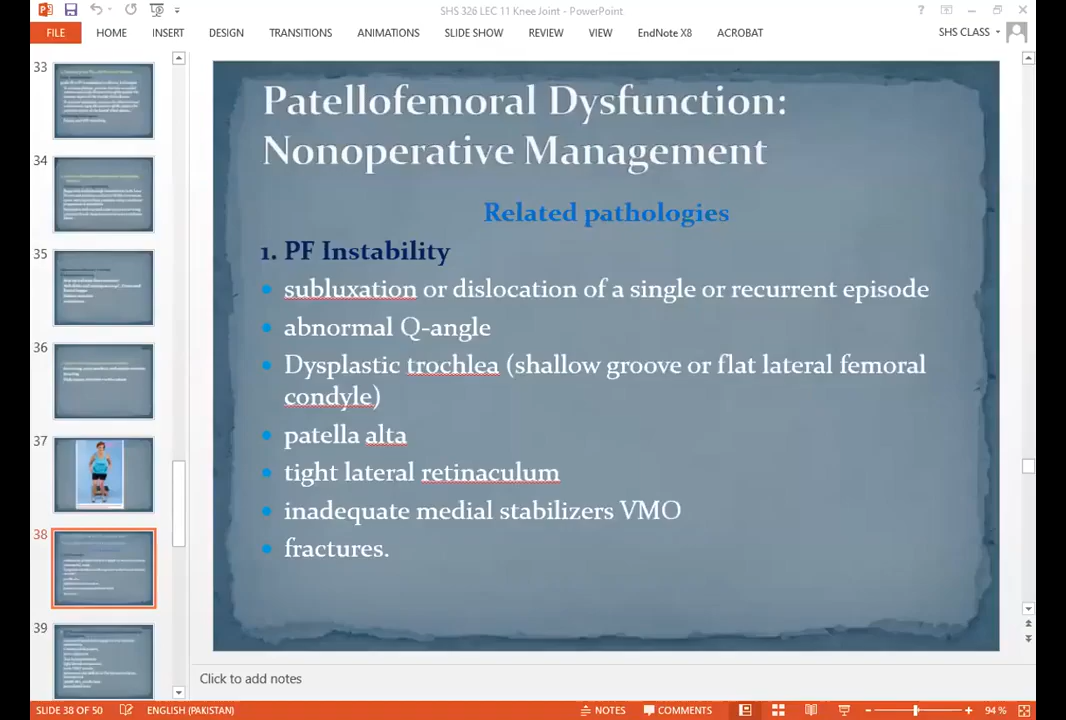 SHS 326 LEC 11 Knee Joint - PowerPoint
FILE HOME INSERT DESIGN TRANSITIONS ANIMATIONS SLIDE SHOW REVIEW VIEW EndNote X8 ACROBAT SHS CLASS
33
34
35
36
37
38
39
Patellofemoral Dysfunction:
Nonoperative Management
Related pathologies
1. PF Instability
subluxation or dislocation of a single or recurrent episode
abnormal Q-angle
Dysplastic trochlea (shallow groove or flat lateral femoral
condyle)
patella alta
tight lateral retinaculum
inadequate medial stabilizers VMO
fractures.
Click to add notes
SLIDE 38 OF 50 ENGLISH (PAKISTAN) NOTES COMMENTS 94 %